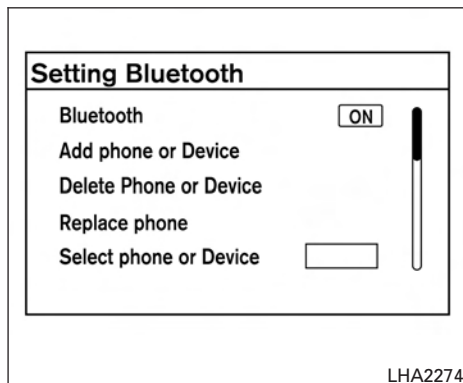 Setting Bluetooth
Bluetooth ON
Add phone or Device
Delete Phone or Device
Replace phone
Select phone or Device
LHA2274